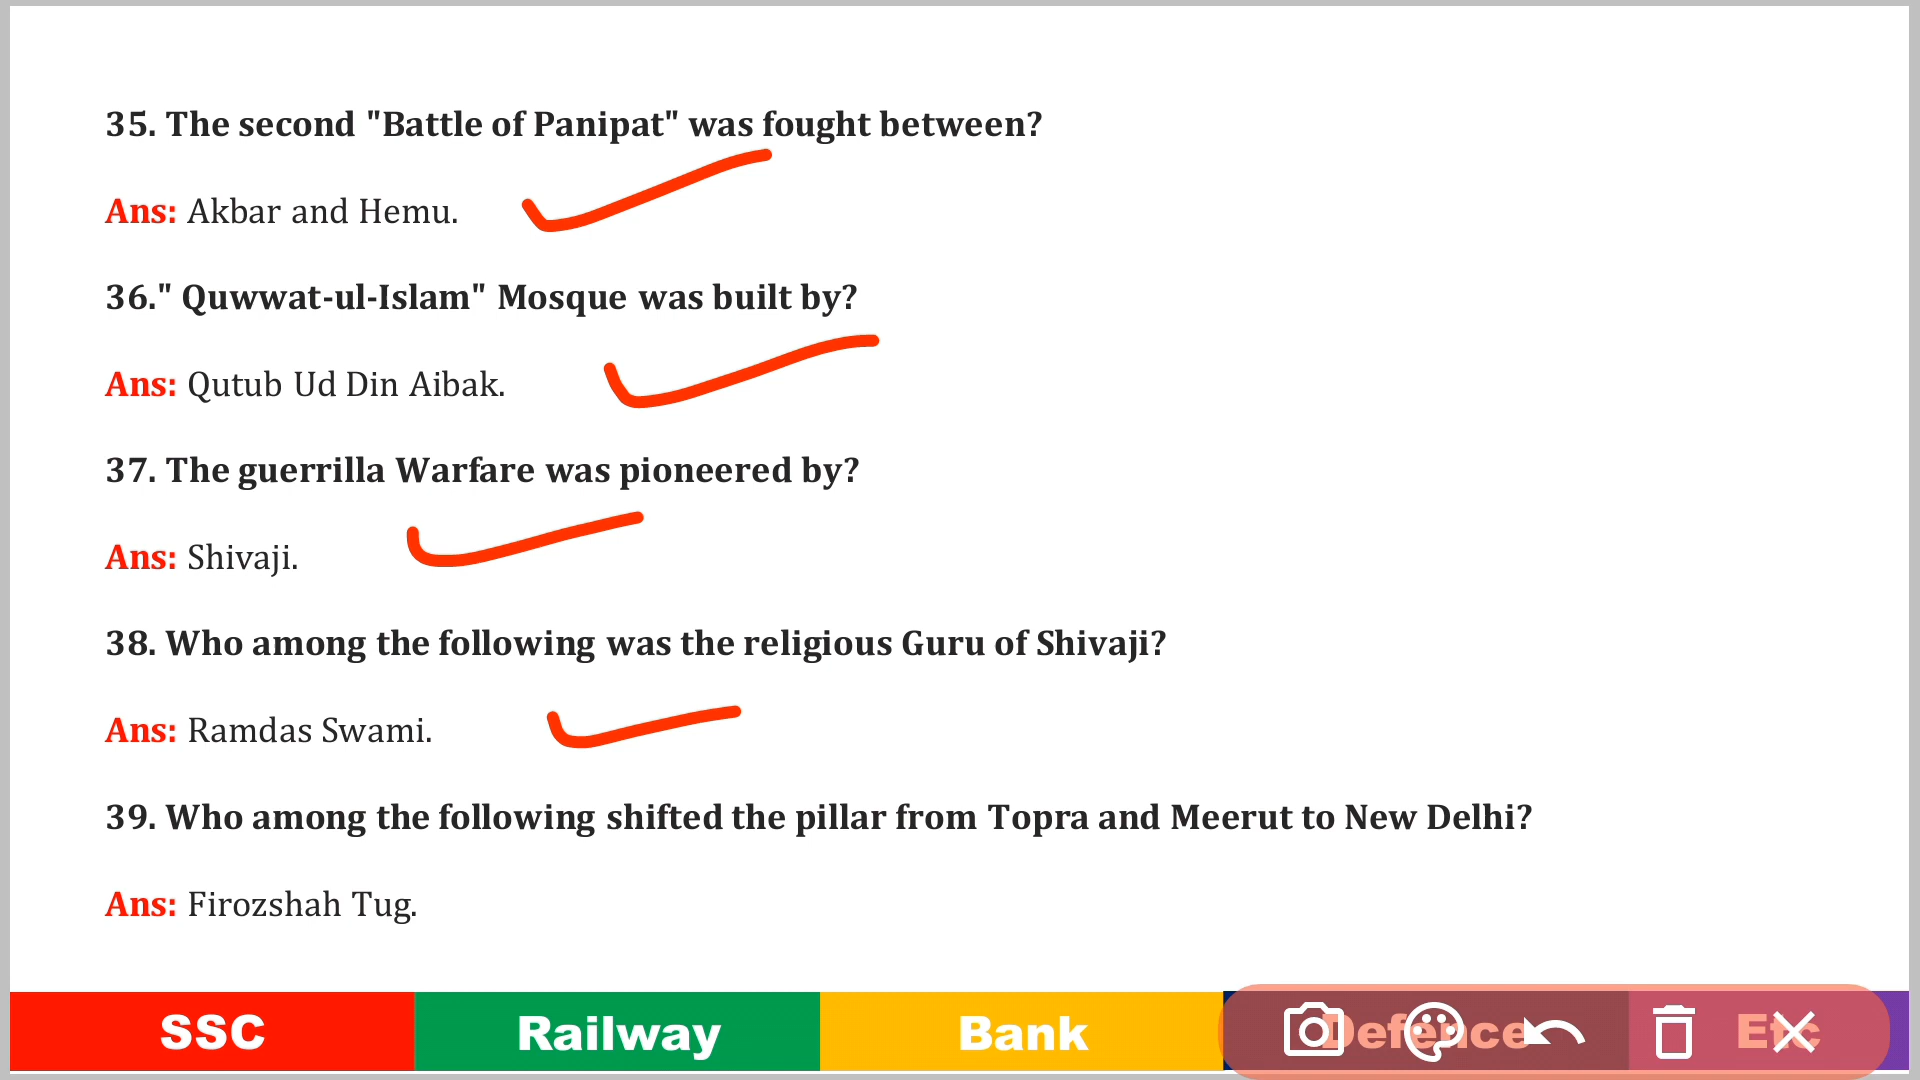 35. The second "Battle of Panipat" was fought between?
Ans: Akbar and Hemu.
36." Quwwat-ul-Islam" Mosque was built by?
Ans: Qutub Ud Din Aibak.
37. The guerrilla Warfare was pioneered by?
Ans: Shivaji.
38. Who among the following was the religious Guru of Shivaji?
Ans: Ramdas Swami.
39. Who among the following shifted the pillar from Topra and Meerut to New Delhi?
Ans: Firozshah Tug.
SSC Railway Bank Defence Etc